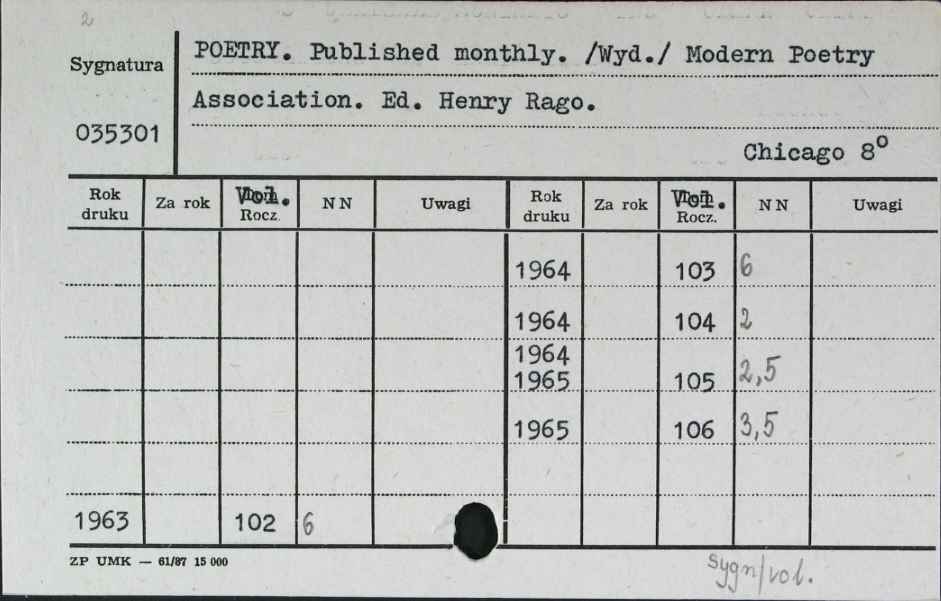 2
Sygnatura
035301
POETRY. Published monthly. /Wyd./ Modern Poetry
Association. Ed. Henry Rago.
Chicago 8°
Rok druku Za rok Vol. Rocz. NN Uwagi Rok druku Za rok Vol. Rocz. NN Uwagi
1964 103 6
1964 104 2
1964
1965 105 2,5
1965 106 3,5
1963 102 6
ZP UMK — 61/87 15 000
sygn/vol.